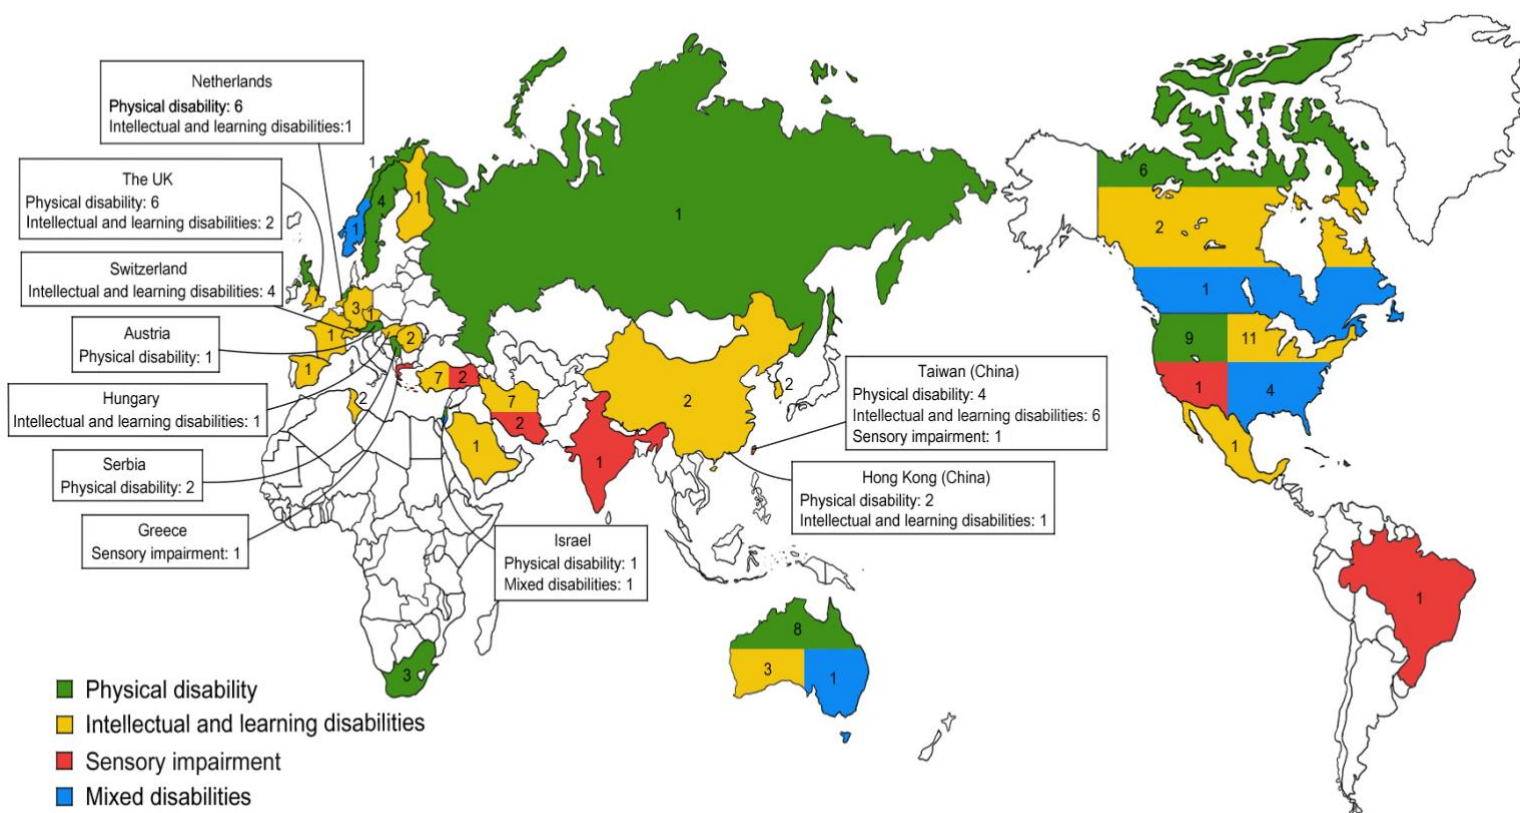 Netherlands
Physical disability: 6
Intellectual and learning disabilities:1
The UK
Physical disability: 6
Intellectual and learning disabilities: 2
Switzerland
Intellectual and learning disabilities: 4
Austria
Physical disability: 1
Hungary
Intellectual and learning disabilities: 1
Serbia
Physical disability: 2
Greece
Sensory impairment: 1
Israel
Physical disability: 1
Mixed disabilities: 1
Taiwan (China)
Physical disability: 4
Intellectual and learning disabilities: 6
Sensory impairment: 1
Hong Kong (China)
Physical disability: 2
Intellectual and learning disabilities: 1
1
4
1
1
1
3
1
1
1
2
2
7
2
7
2
1
1
2
2
3
8
3
1
6
2
1
9
11
1
4
1
1
Physical disability
Intellectual and learning disabilities
Sensory impairment
Mixed disabilities